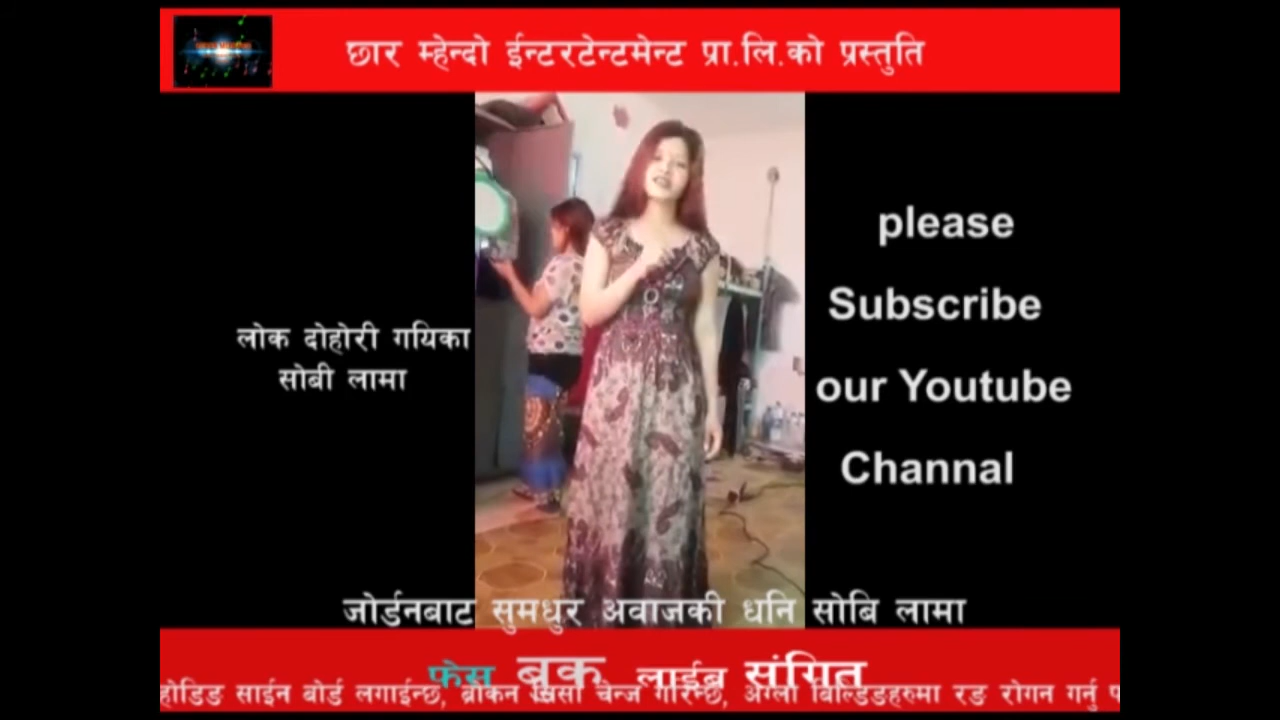 छार म्हेन्दो ईन्टरटेन्टमेन्ट प्रा.लि.को प्रस्तुति
please
Subscribe
our Youtube
Channal
लोक दोहोरी गयिका
सोबी लामा
जोर्डनबाट सुमधुर अवाजकी धनि सोबि लामा
फेस बुक लाईब संगित
होडिङ साईन बोर्ड लगाईन्छ, ब्रोकन सिसा चेन्ज गरिन्छ, अग्ला बिल्डिङहरुमा रङ रोगन गर्नु